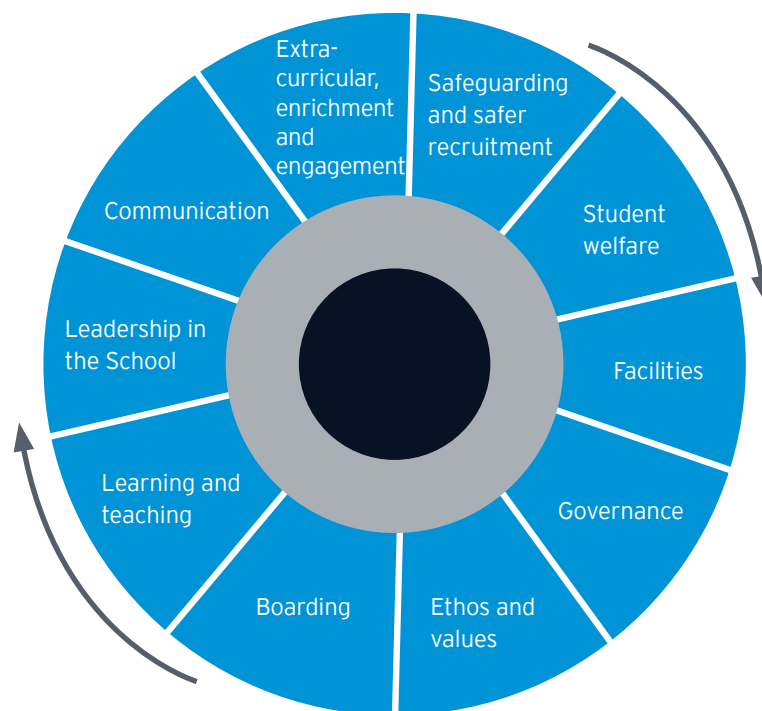 Extra-
curricular,
enrichment
and
engagement
Safeguarding
and safer
recruitment
Student
welfare
Facilities
Governance
Ethos and
values
Boarding
Learning and
teaching
Leadership in
the School
Communication